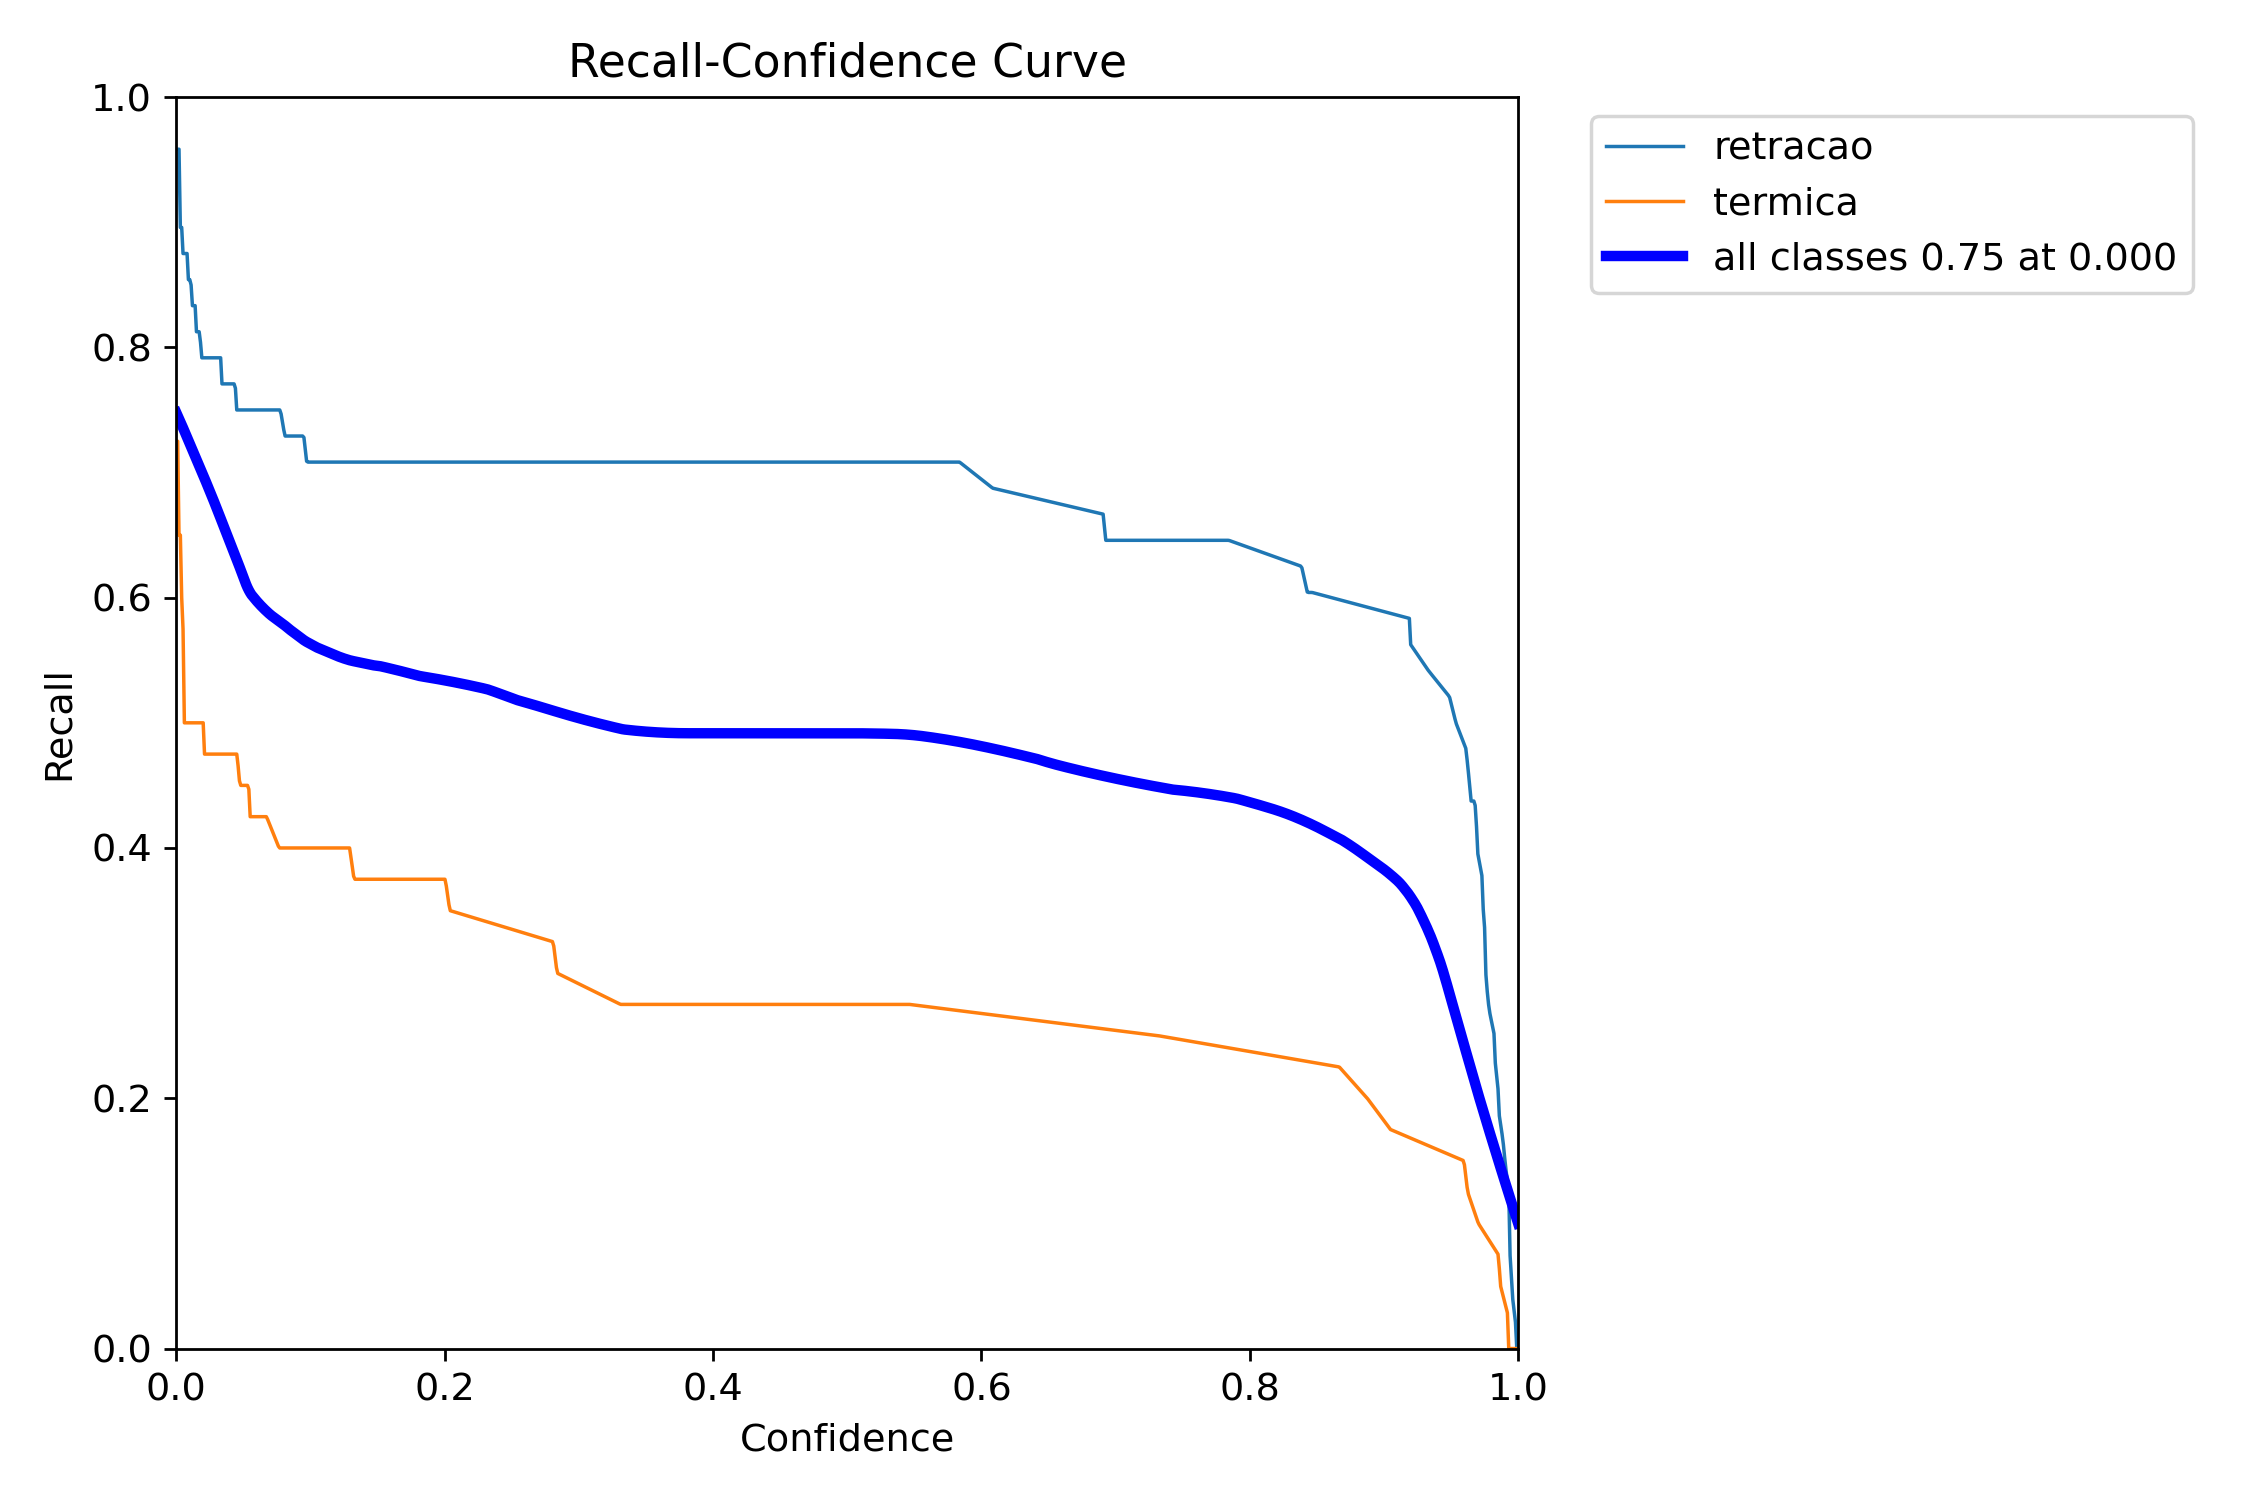 Recall-Confidence Curve
1.0
0.8
0.6
0.4
0.2
0.0
Recall
0.0 0.2 0.4 0.6 0.8 1.0
Confidence
retracao
termica
all classes 0.75 at 0.000